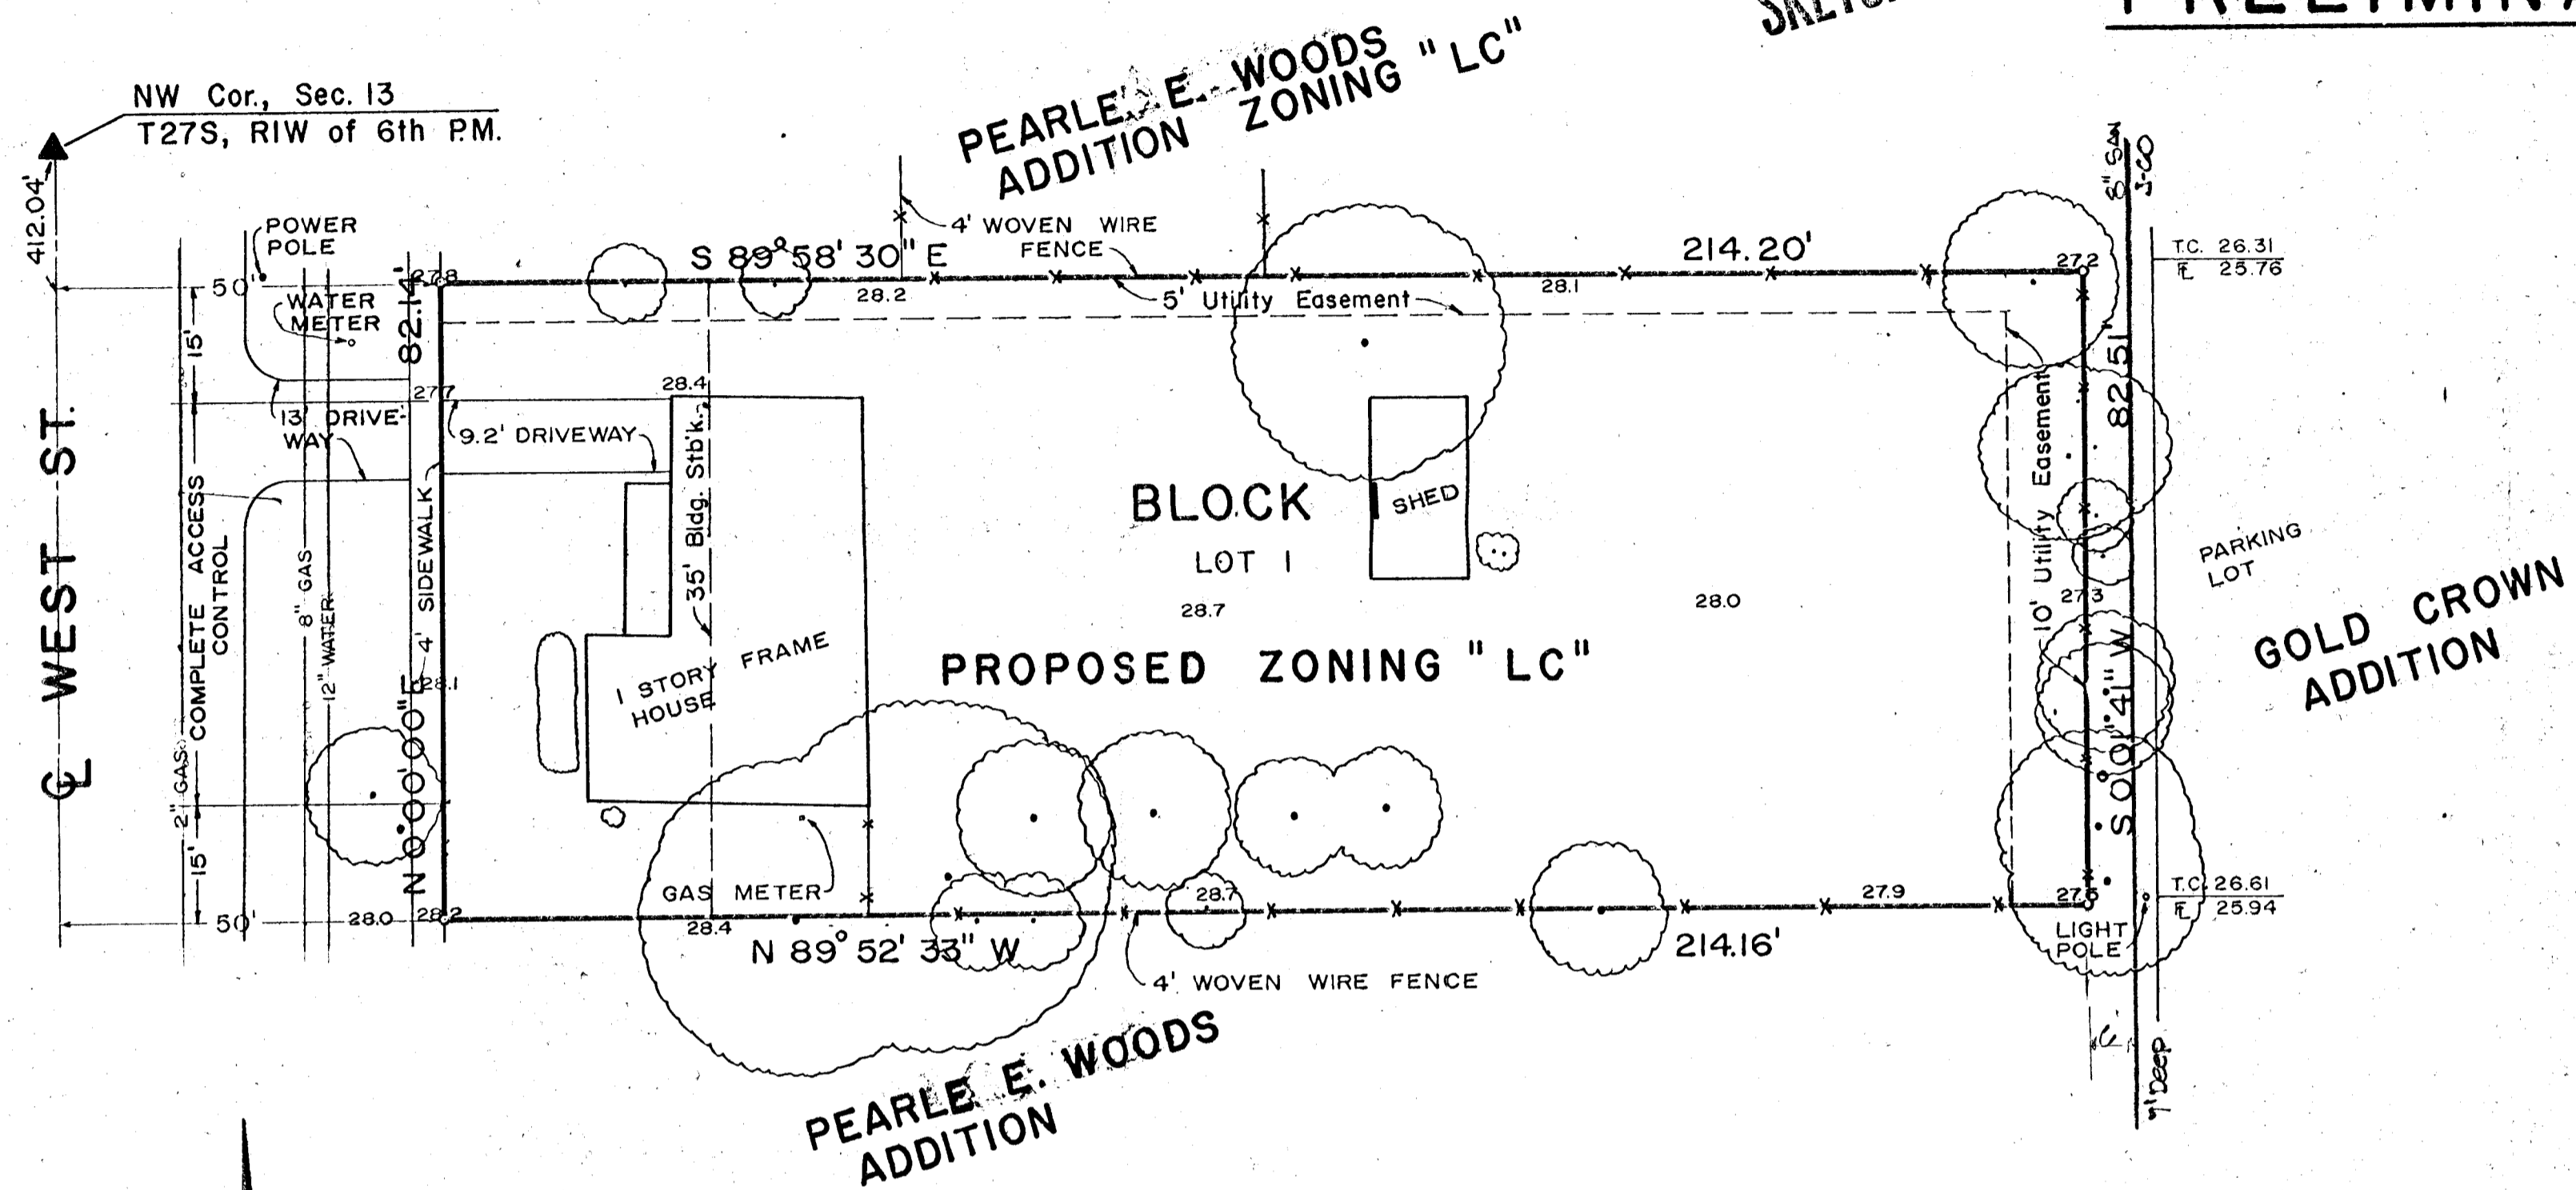 NW Cor., Sec. 13
T27S, R1W of 6th P.M.
412.04'
PEARLE E. WOODS
ADDITION ZONING "LC"
POWER
POLE
WATER
METER
50'
15'
82.14'
27.8
S 89°58'30" E
4' WOVEN WIRE
FENCE
28.2
5' Utility Easement
28.1
214.20'
27.2
8" SAN
T.C. 26.31
FL 25.76
82.51'
13' DRIVE-
WAY
27.7
9.2' DRIVEWAY
28.4
35' Bldg. Stb'k.
BLOCK
LOT 1
28.7
SHED
28.0
10' Utility Easement
27.3
PARKING
LOT
GOLD CROWN
ADDITION
℄ WEST ST.
COMPLETE ACCESS
CONTROL
2" GAS
8" GAS
12" WATER
4' SIDEWALK
28.1
N 0°00'00" E
1 STORY FRAME
HOUSE
PROPOSED ZONING "LC"
S 0°01'41" W
15'
50'
28.0
28.2
GAS METER
28.4
N 89°52'33" W
28.7
4' WOVEN WIRE FENCE
214.16'
27.9
LIGHT
POLE
T.C. 26.61
FL 25.94
7' Deep
PEARLE E. WOODS
ADDITION